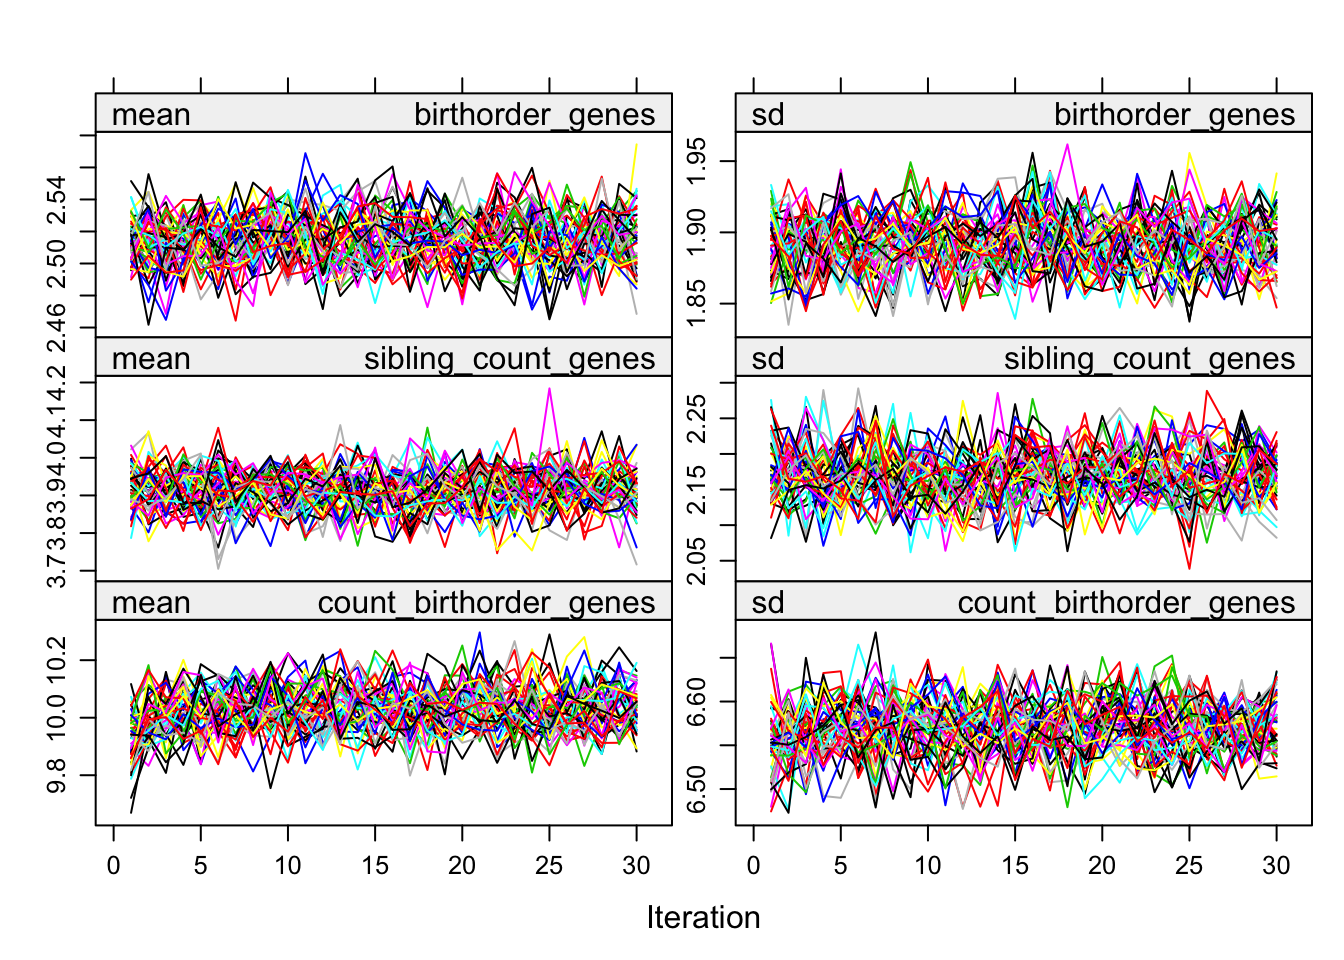 mean birthorder_genes
sd birthorder_genes
2.54
2.50
2.46
1.95
1.90
1.85
mean sibling_count_genes
sd sibling_count_genes
4.2
4.1
4.0
3.9
3.8
3.7
2.25
2.15
2.05
mean count_birthorder_genes
sd count_birthorder_genes
10.2
10.0
9.8
6.60
6.50
0 5 10 15 20 25 30
0 5 10 15 20 25 30
Iteration